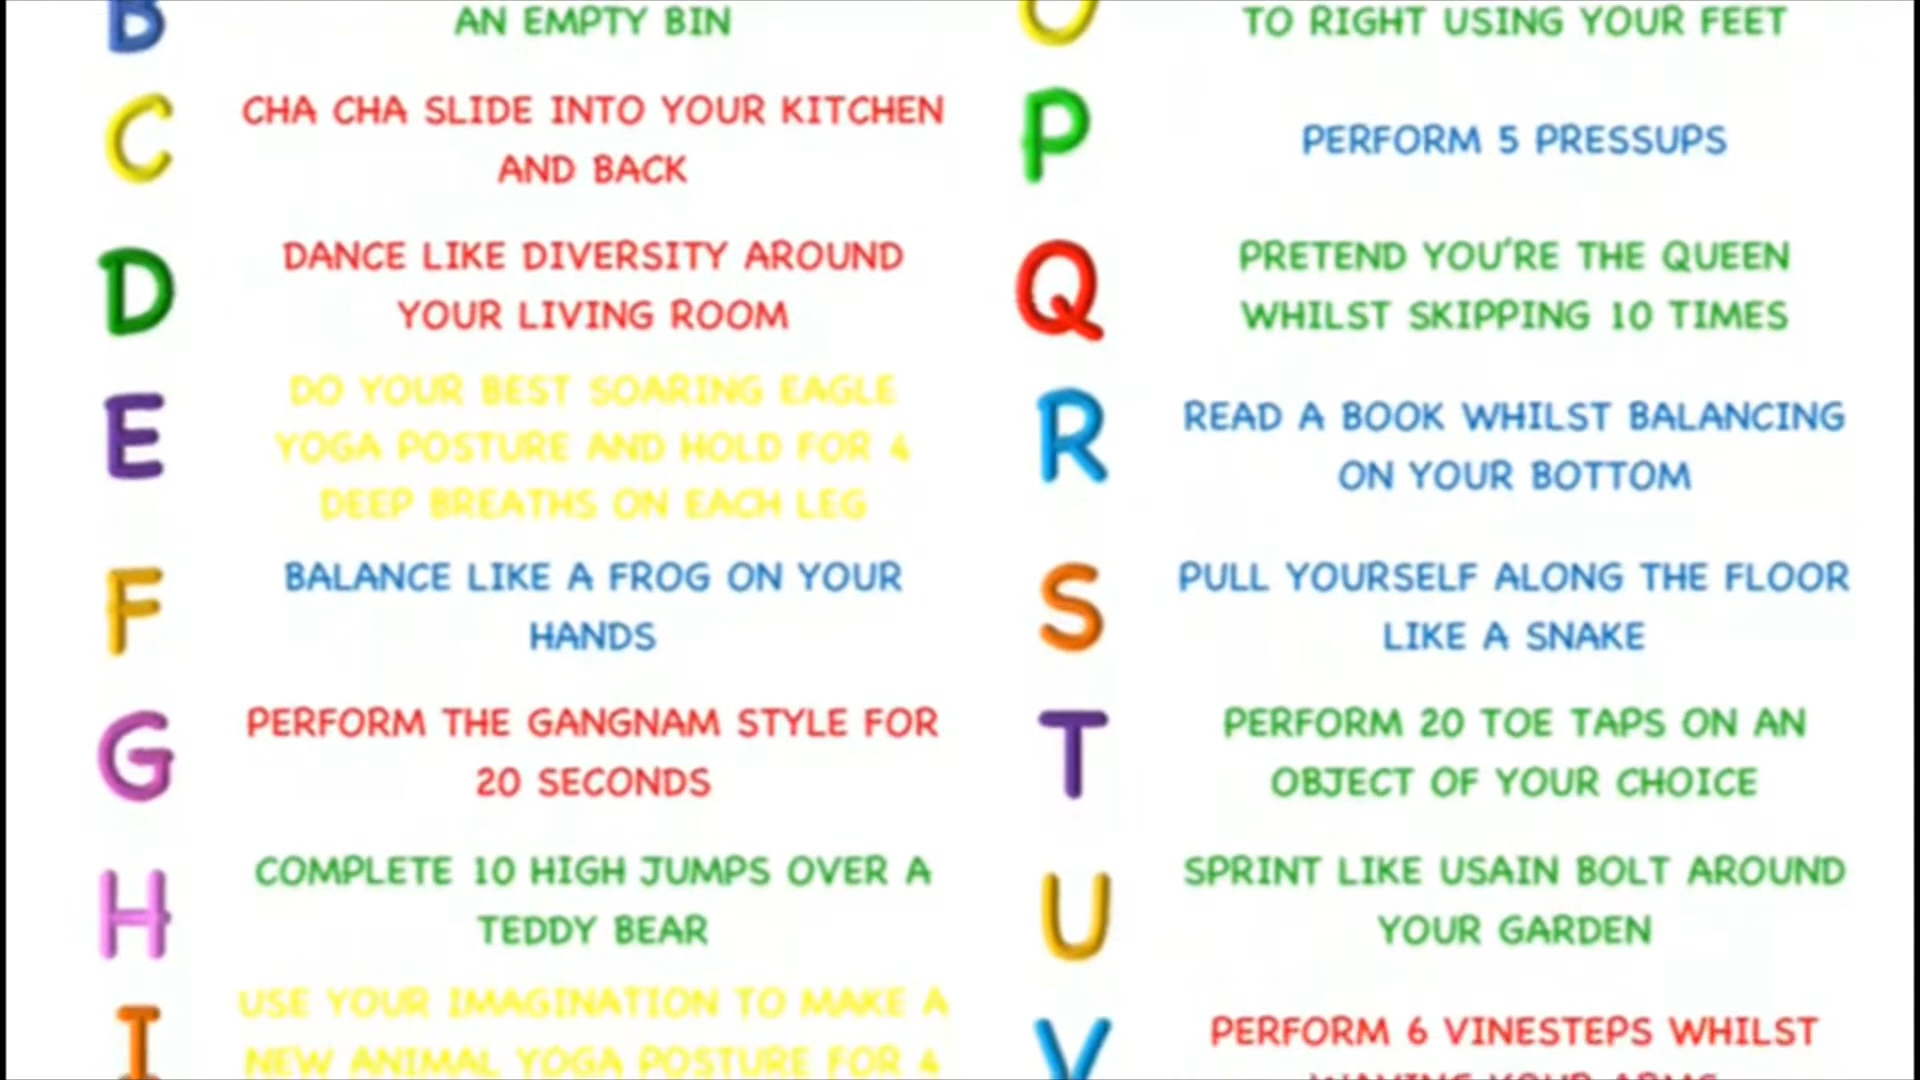 B
AN EMPTY BIN
C
CHA CHA SLIDE INTO YOUR KITCHEN
AND BACK
D
DANCE LIKE DIVERSITY AROUND
YOUR LIVING ROOM
E
DO YOUR BEST SOARING EAGLE
YOGA POSTURE AND HOLD FOR 4
DEEP BREATHS ON EACH LEG
F
BALANCE LIKE A FROG ON YOUR
HANDS
G
PERFORM THE GANGNAM STYLE FOR
20 SECONDS
H
COMPLETE 10 HIGH JUMPS OVER A
TEDDY BEAR
I
USE YOUR IMAGINATION TO MAKE A
NEW ANIMAL YOGA POSTURE FOR 4
O
TO RIGHT USING YOUR FEET
P
PERFORM 5 PRESSUPS
Q
PRETEND YOU'RE THE QUEEN
WHILST SKIPPING 10 TIMES
R
READ A BOOK WHILST BALANCING
ON YOUR BOTTOM
S
PULL YOURSELF ALONG THE FLOOR
LIKE A SNAKE
T
PERFORM 20 TOE TAPS ON AN
OBJECT OF YOUR CHOICE
U
SPRINT LIKE USAIN BOLT AROUND
YOUR GARDEN
V
PERFORM 6 VINESTEPS WHILST
WAVING YOUR ARMS